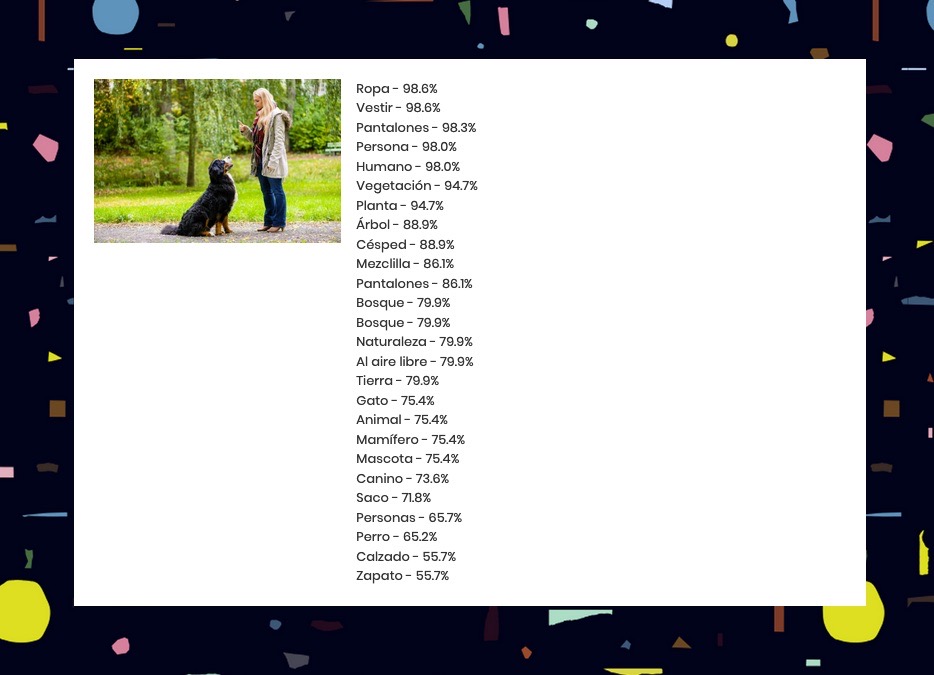 Ropa - 98.6%
Vestir - 98.6%
Pantalones - 98.3%
Persona - 98.0%
Humano - 98.0%
Vegetación - 94.7%
Planta - 94.7%
Árbol - 88.9%
Césped - 88.9%
Mezclilla - 86.1%
Pantalones - 86.1%
Bosque - 79.9%
Bosque - 79.9%
Naturaleza - 79.9%
Al aire libre - 79.9%
Tierra - 79.9%
Gato - 75.4%
Animal - 75.4%
Mamífero - 75.4%
Mascota - 75.4%
Canino - 73.6%
Saco - 71.8%
Personas - 65.7%
Perro - 65.2%
Calzado - 55.7%
Zapato - 55.7%